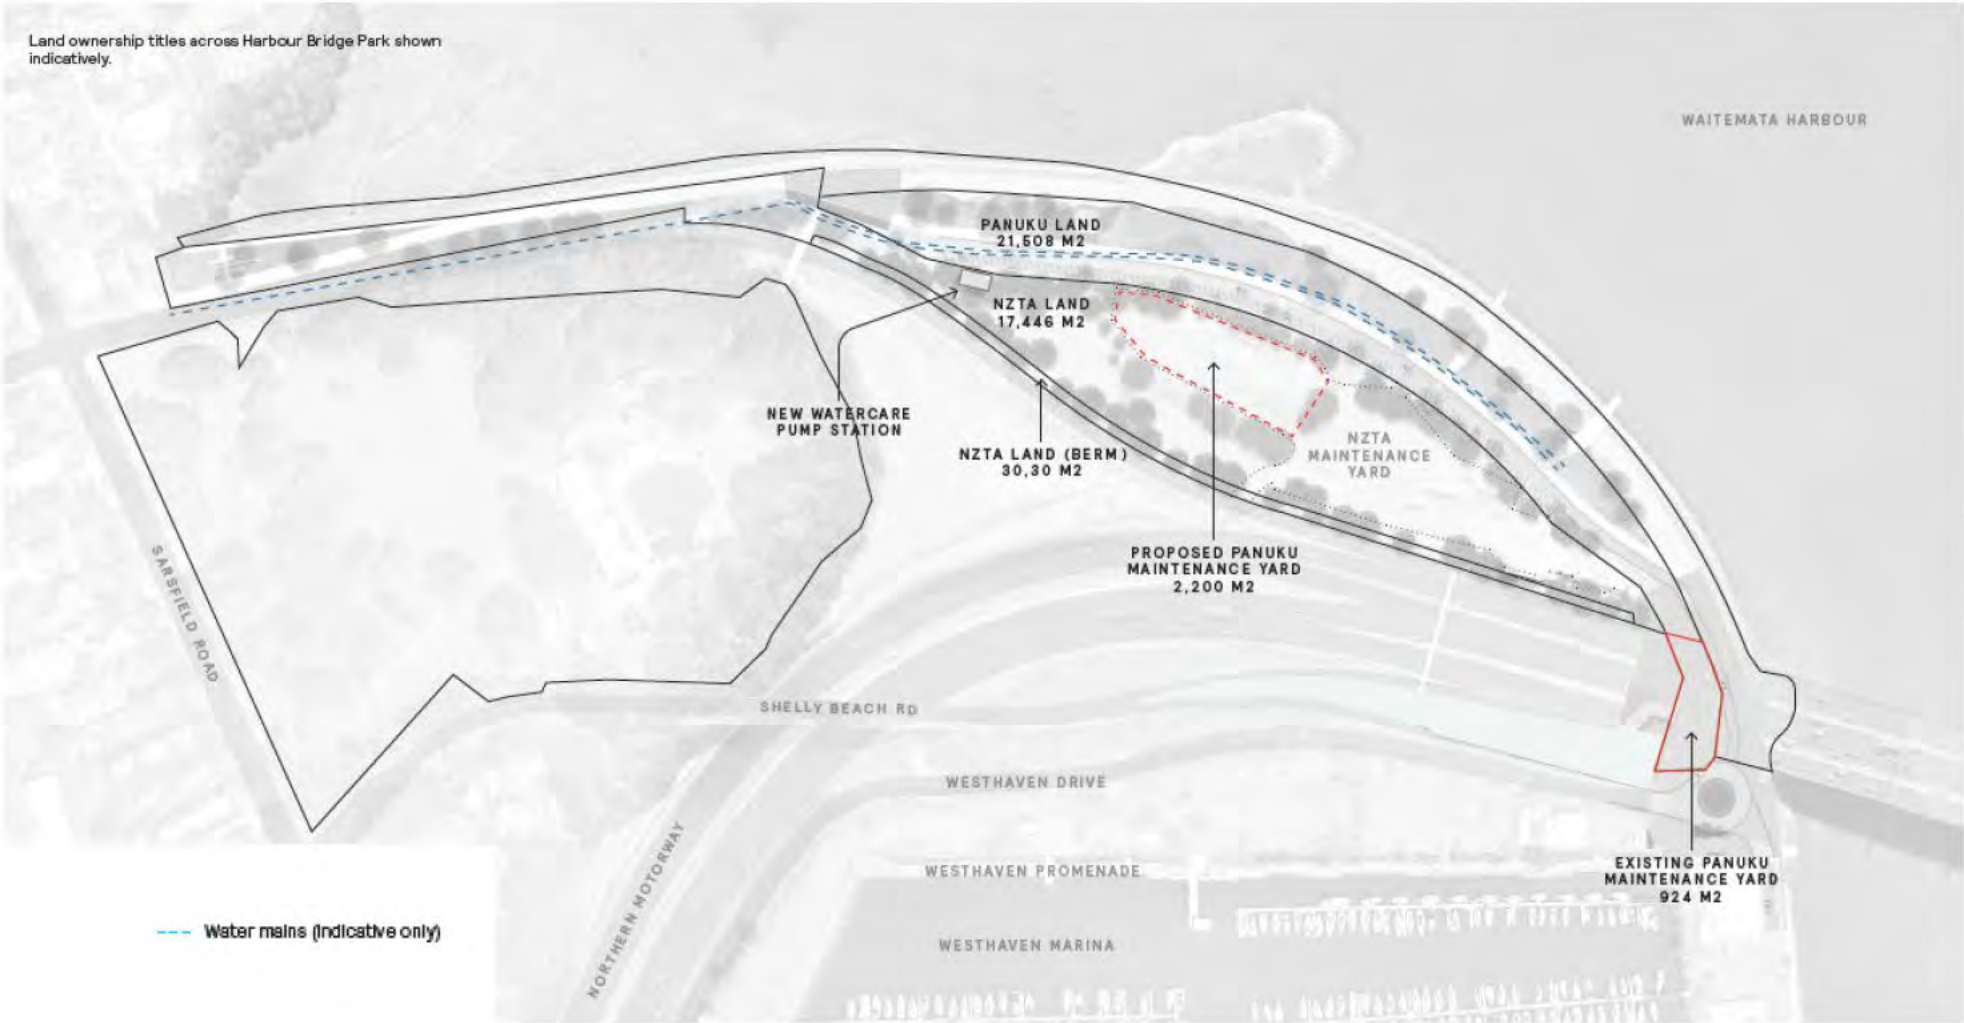 Land ownership titles across Harbour Bridge Park shown
indicatively.
WAITEMATA HARBOUR
PANUKU LAND
21,508 M2
NZTA LAND
17,446 M2
NEW WATERCARE
PUMP STATION
NZTA LAND (BERM)
30,30 M2
NZTA
MAINTENANCE
YARD
PROPOSED PANUKU
MAINTENANCE YARD
2,200 M2
SARSFIELD ROAD
SHELLY BEACH RD
WESTHAVEN DRIVE
NORTHERN MOTORWAY
WESTHAVEN PROMENADE
EXISTING PANUKU
MAINTENANCE YARD
924 M2
WESTHAVEN MARINA
Water mains (indicative only)